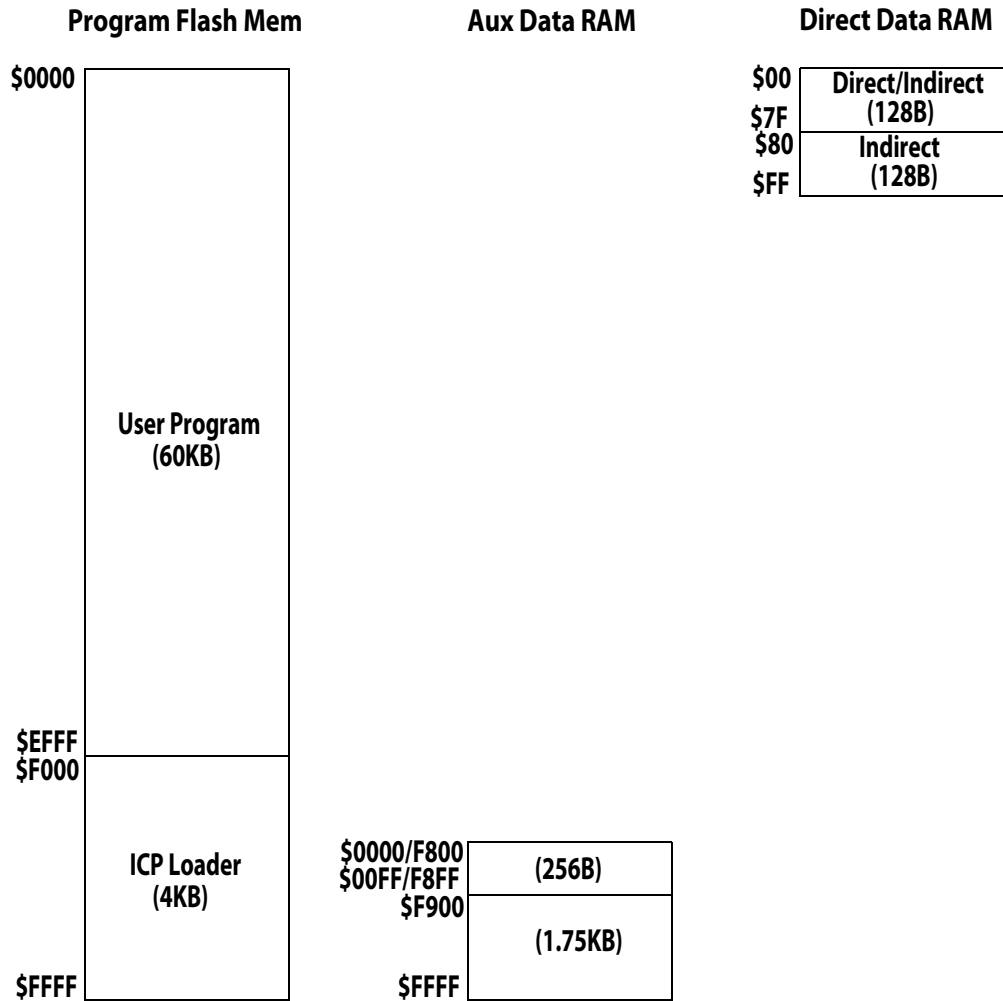 Program Flash Mem
Aux Data RAM
Direct Data RAM
$0000
$00
Direct/Indirect
(128B)
$7F
$80
Indirect
(128B)
$FF
User Program
(60KB)
$EFFF
$F000
ICP Loader
(4KB)
$FFFF
$0000/F800
(256B)
$00FF/F8FF
$F900
(1.75KB)
$FFFF